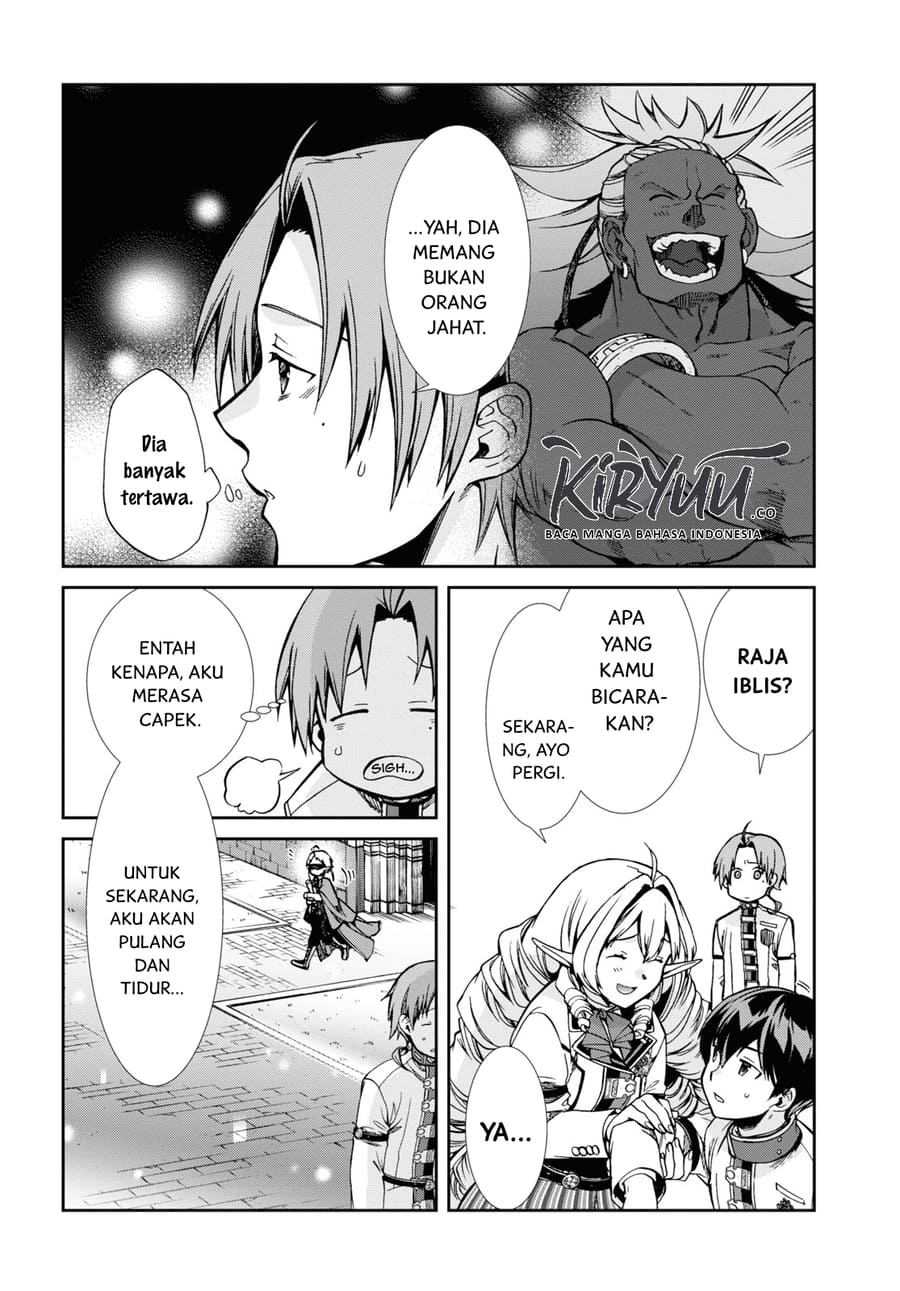 ...YAH, DIA
MEMANG
BUKAN
ORANG
JAHAT.
Dia
banyak
tertawa.
KIRYUU.CO
BACA MANGA BAHASA INDONESIA
RAJA
IBLIS?
APA
YANG
KAMU
BICARA-
KAN?
SEKARA-
NG, AYO
PERGI.
YA...
ENTAH
KENAPA, AKU
MERASA
CAPEK.
SIGH...
UNTUK
SEKARANG,
AKU AKAN
PULANG
DAN
TIDUR...